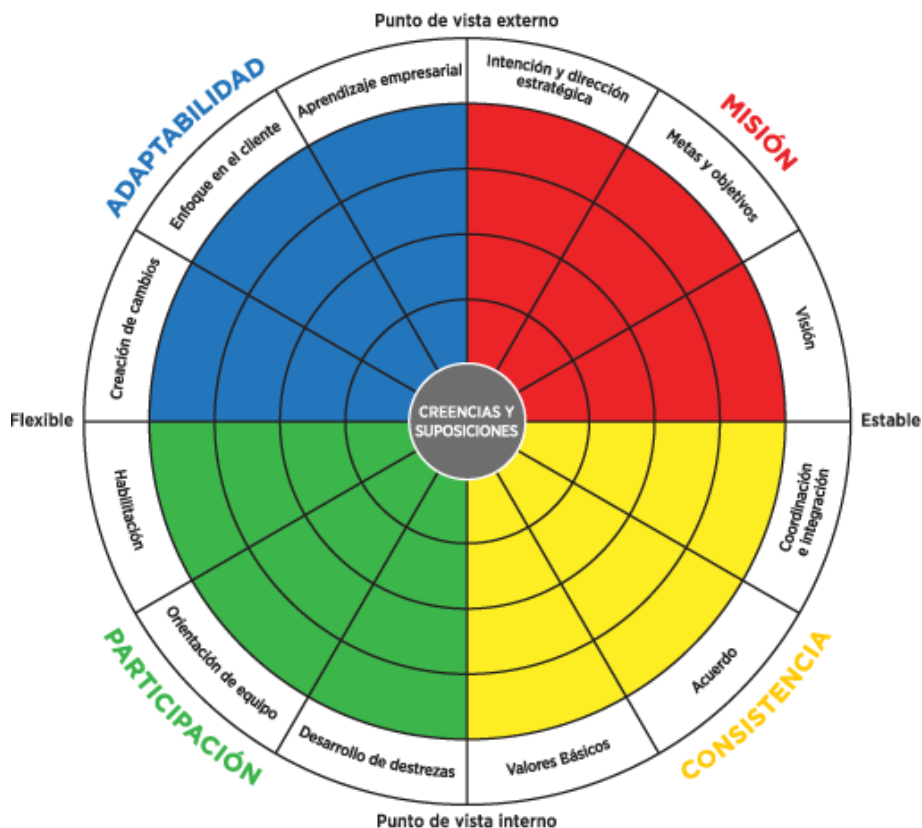 Punto de vista externo
ADAPTABILIDAD
MISIÓN
Aprendizaje empresarial
Intención y dirección
estratégica
Enfoque en el cliente
Metas y objetivos
Creación de cambios
Visión
Flexible
CREENCIAS Y
SUPOSICIONES
Estable
Habilitación
Coordinación
e integración
Orientación de equipo
Acuerdo
Desarrollo de destrezas
Valores Básicos
PARTICIPACIÓN
CONSISTENCIA
Punto de vista interno